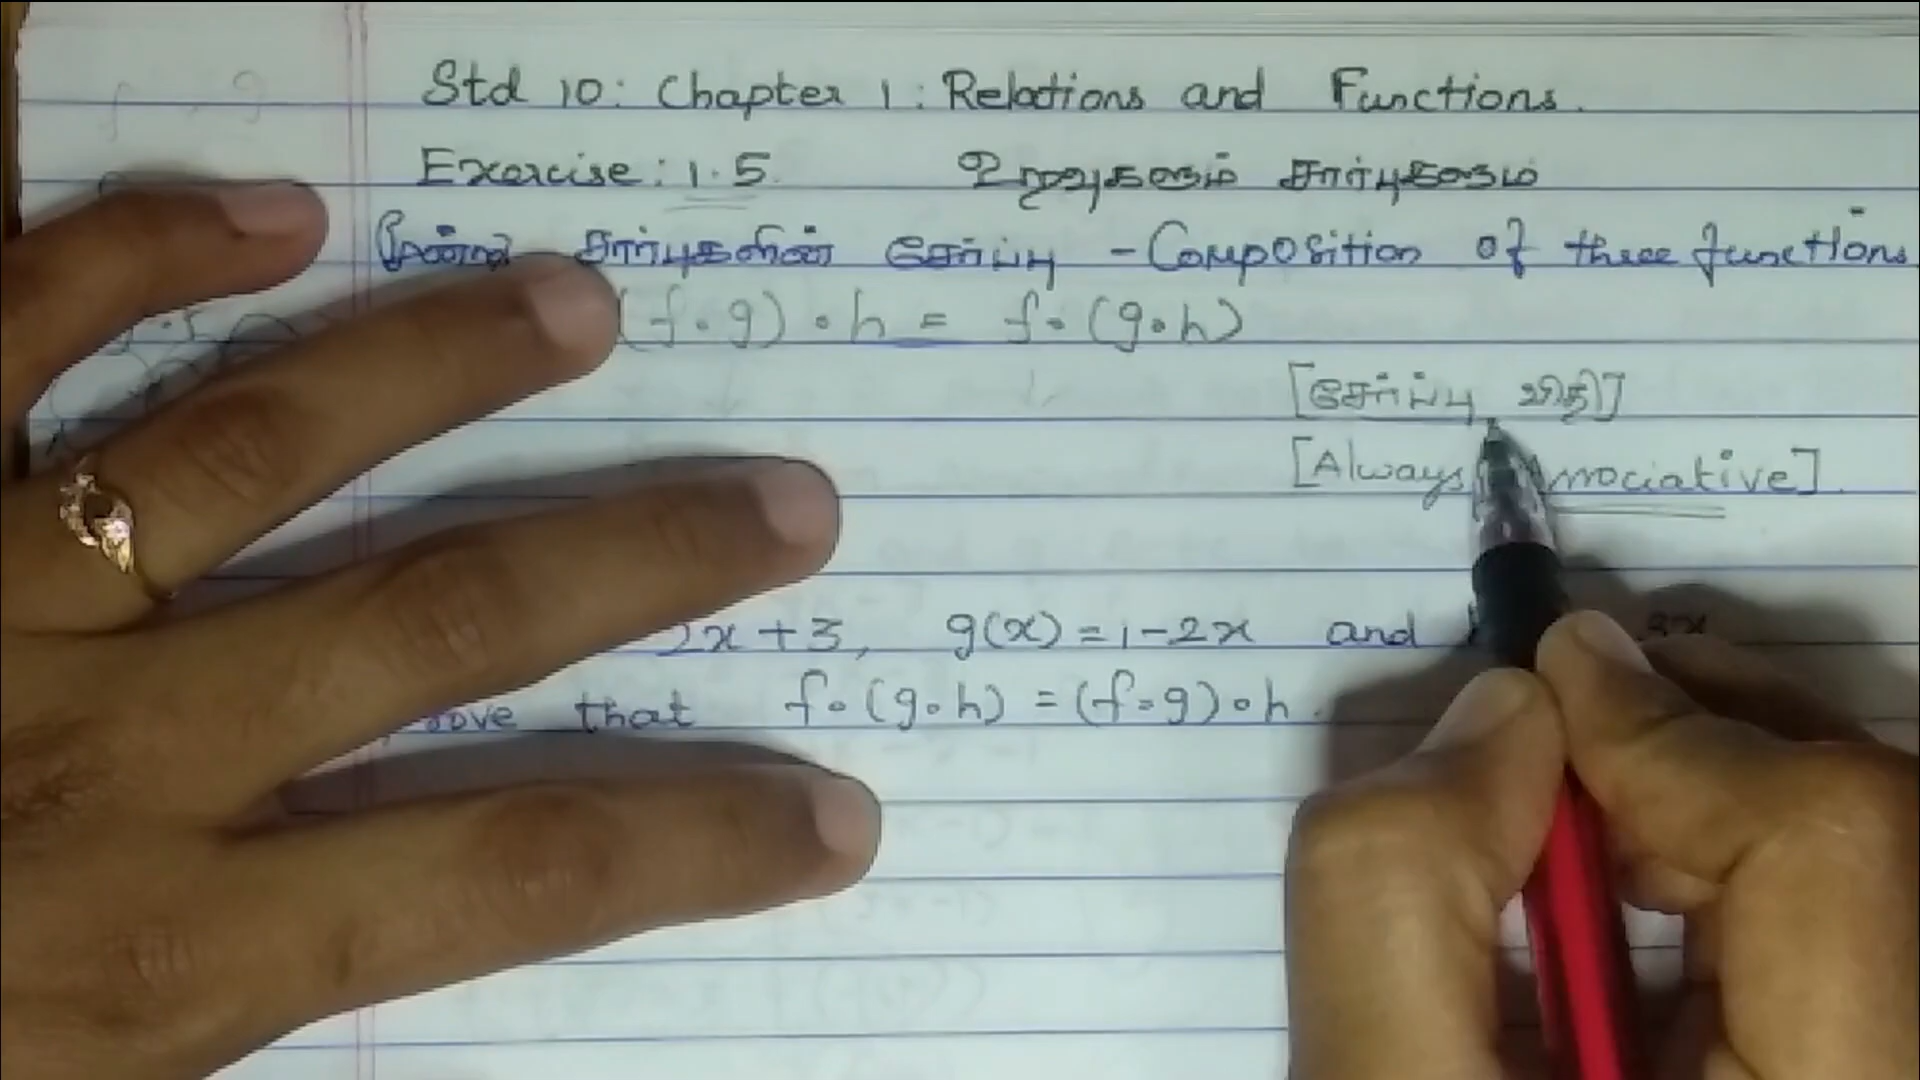 Std 10: Chapter 1: Relations and Functions.
Exercise: 1.5 உறவுகளும் சார்புகளும்
மூன்று சார்புகளின் சேர்ப்பு - Composition of three functions
(f∘g)∘h = f∘(g∘h)
[சேர்ப்பு விதி]
[Always Associative].
2x+3, g(x)=1-2x and
that f∘(g∘h) = (f∘g)∘h.